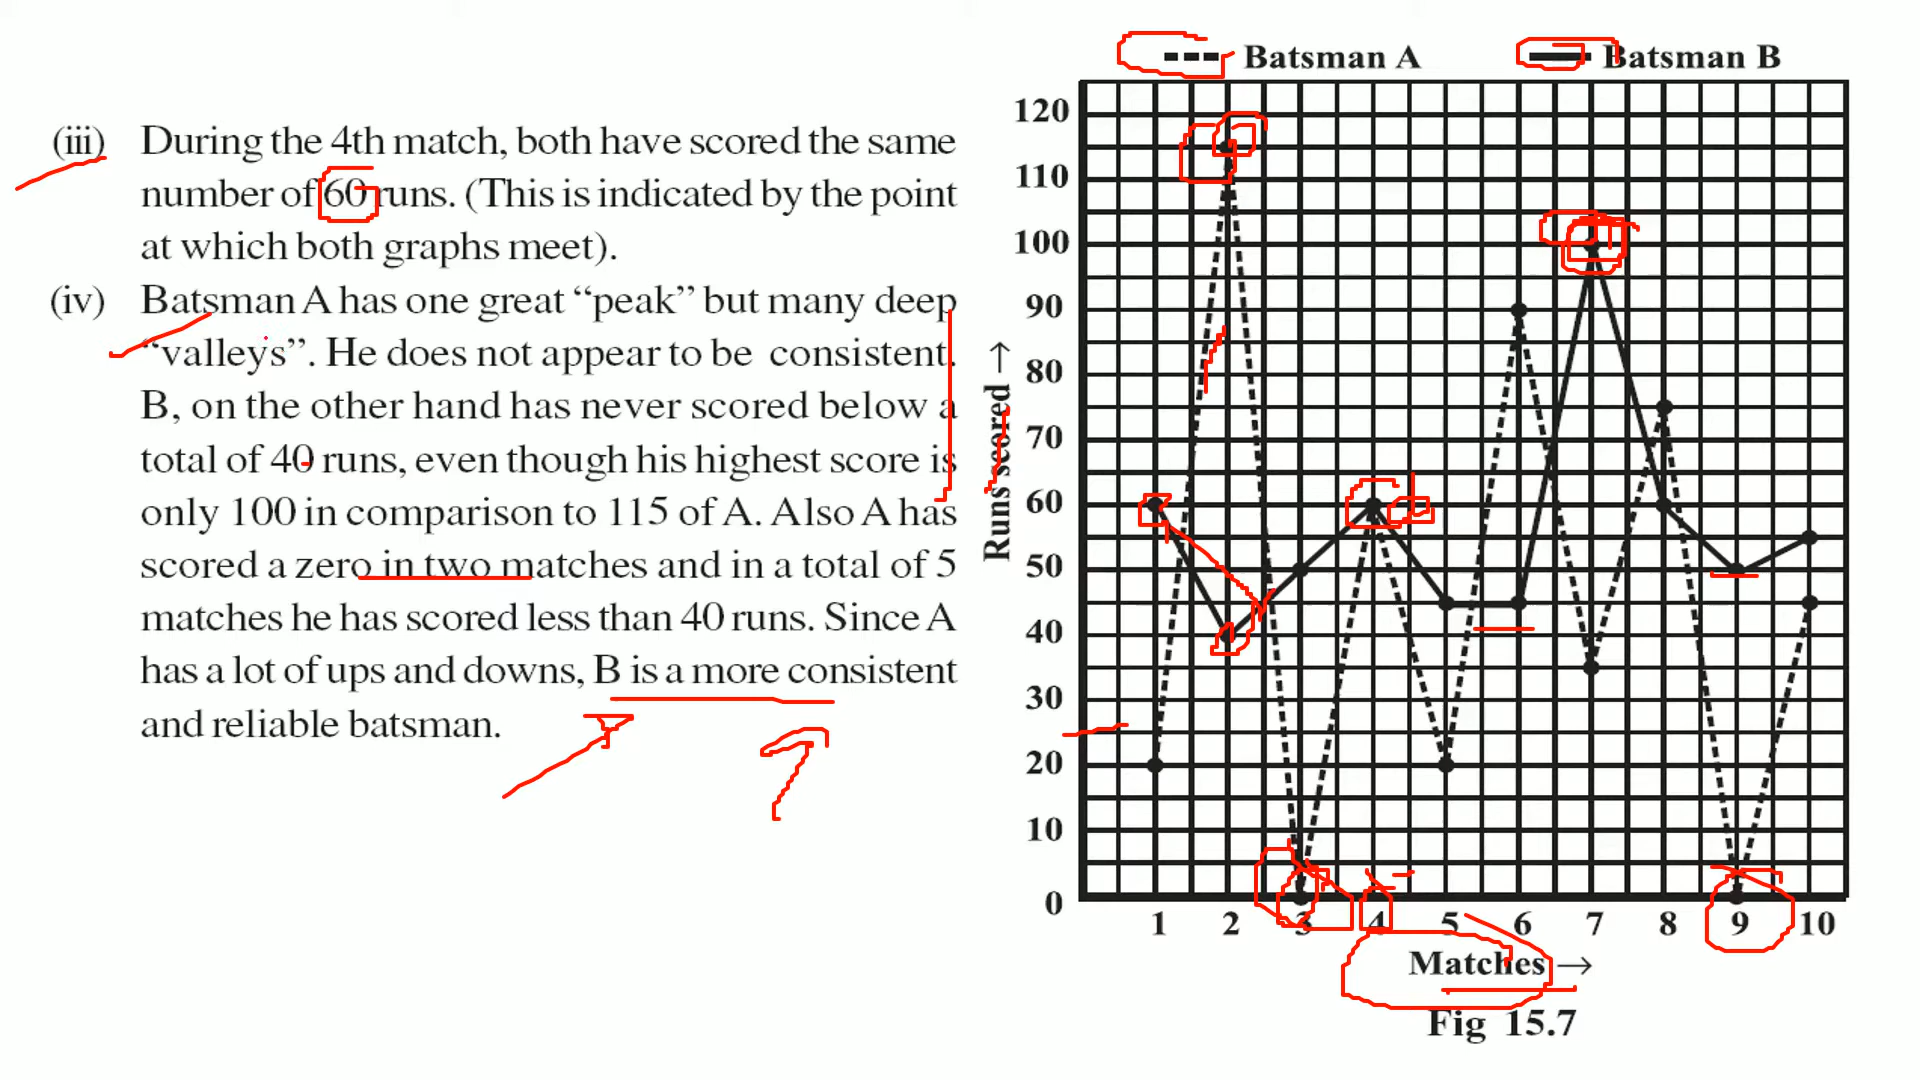 (iii) During the 4th match, both have scored the same
number of 60 runs. (This is indicated by the point
at which both graphs meet).
(iv) Batsman A has one great “peak” but many deep
“valleys”. He does not appear to be consistent.
B, on the other hand has never scored below a
total of 40 runs, even though his highest score is
only 100 in comparison to 115 of A. Also A has
scored a zero in two matches and in a total of 5
matches he has scored less than 40 runs. Since A
has a lot of ups and downs, B is a more consistent
and reliable batsman.
Batsman A Batsman B
120
110
100
90
80
70
60
50
40
30
20
10
0
Runs scored →
1 2 3 4 5 6 7 8 9 10
Matches →
Fig 15.7